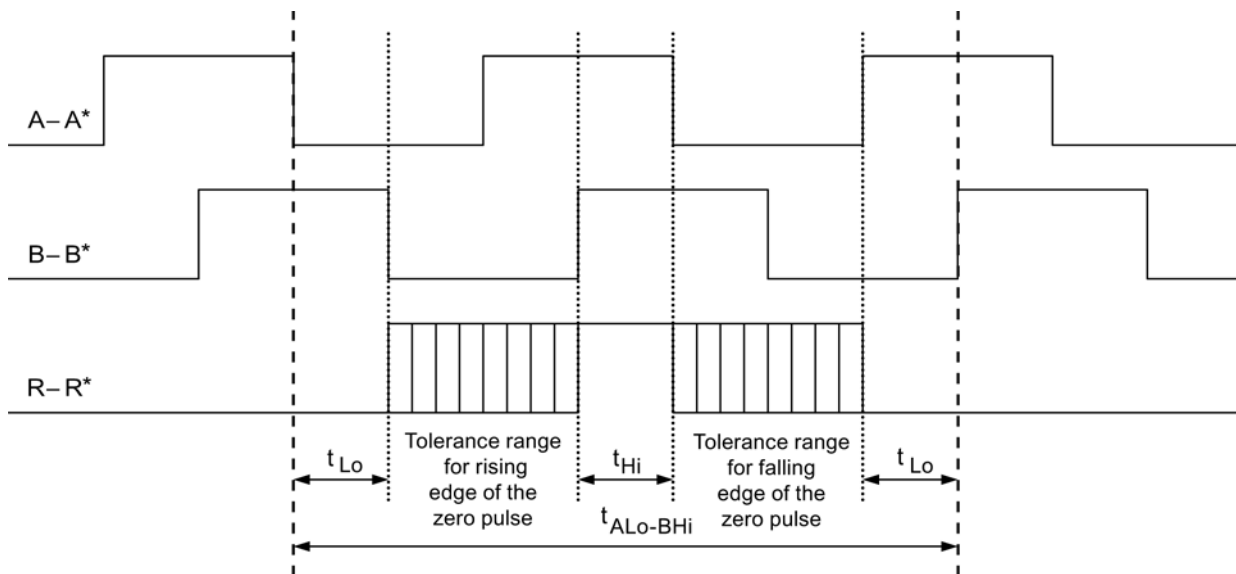 A–A*
B–B*
R–R*
t Lo
Tolerance range
for rising
edge of the
zero pulse
t Hi
Tolerance range
for falling
edge of the
zero pulse
t Lo
t ALo-BHi